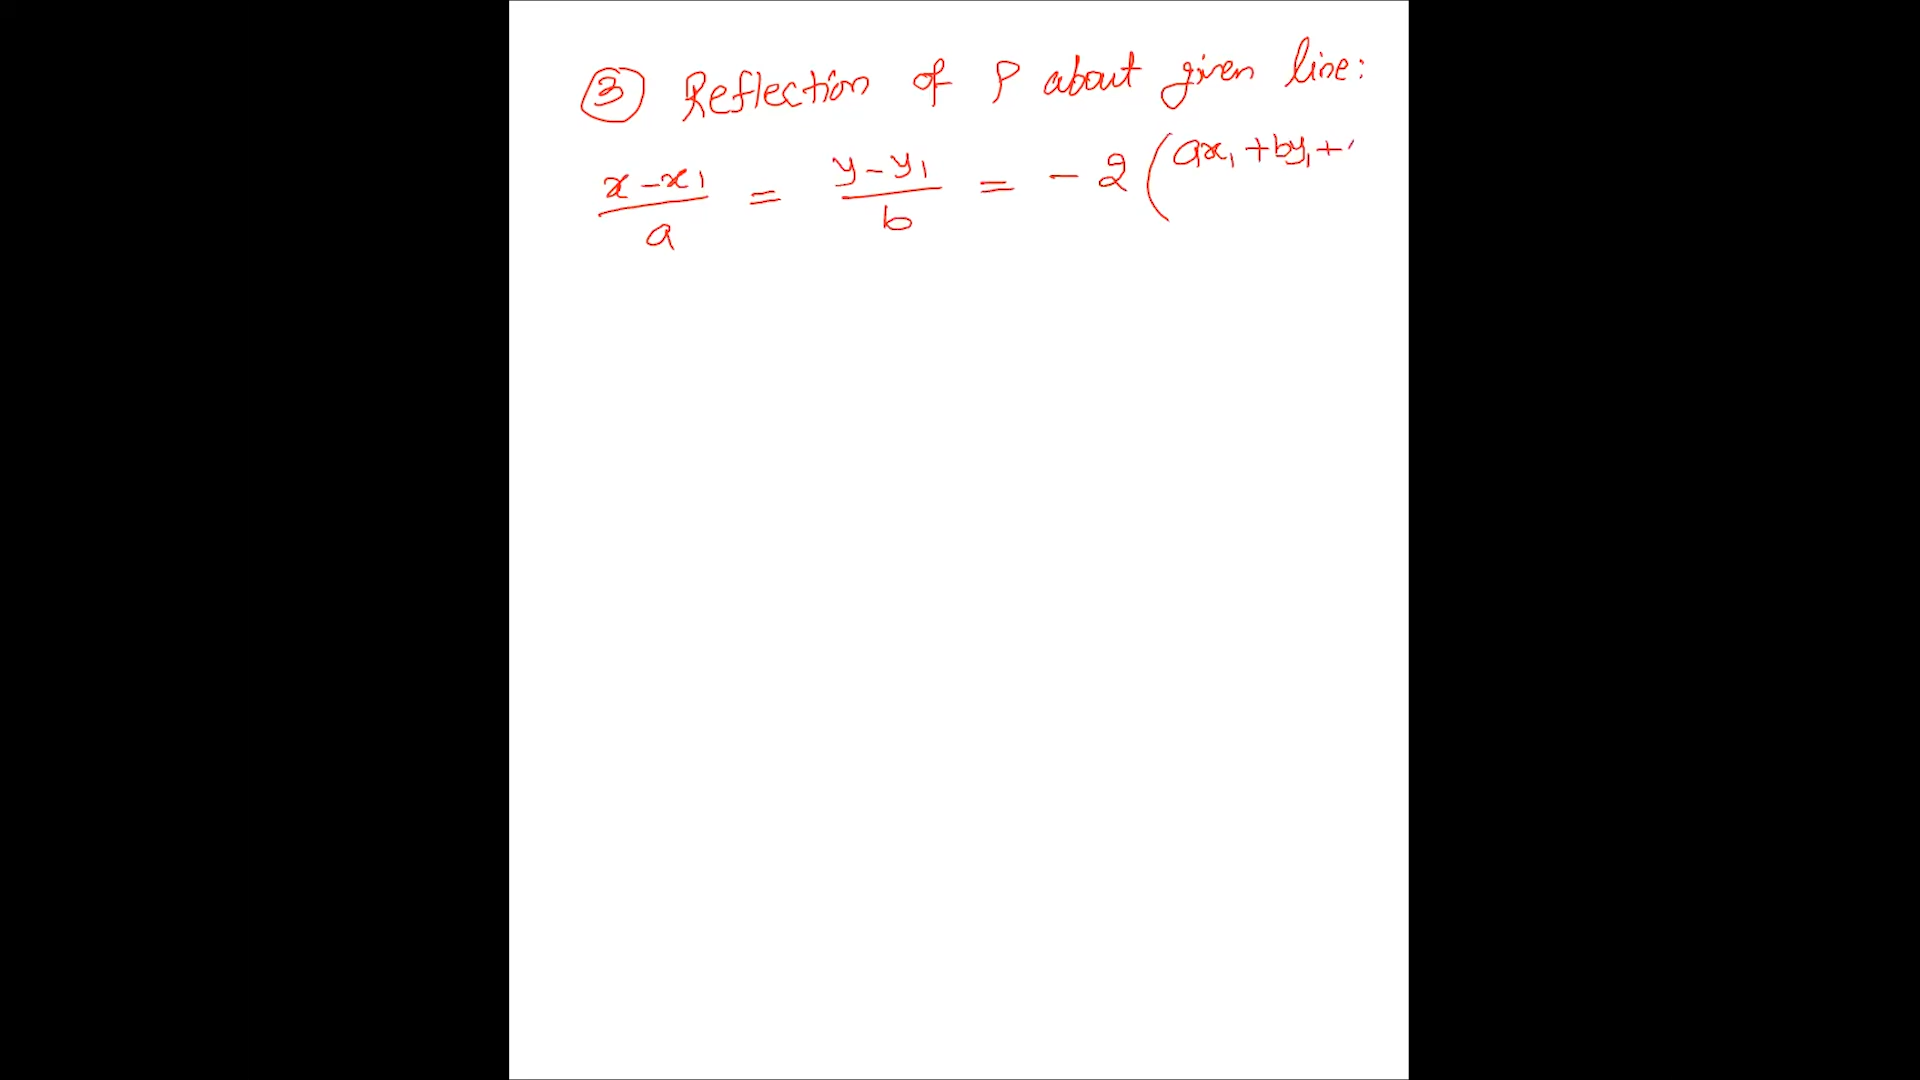 ③ Reflection of P about given line:
x-x₁/a = y-y₁/b = -2(ax₁+by₁+